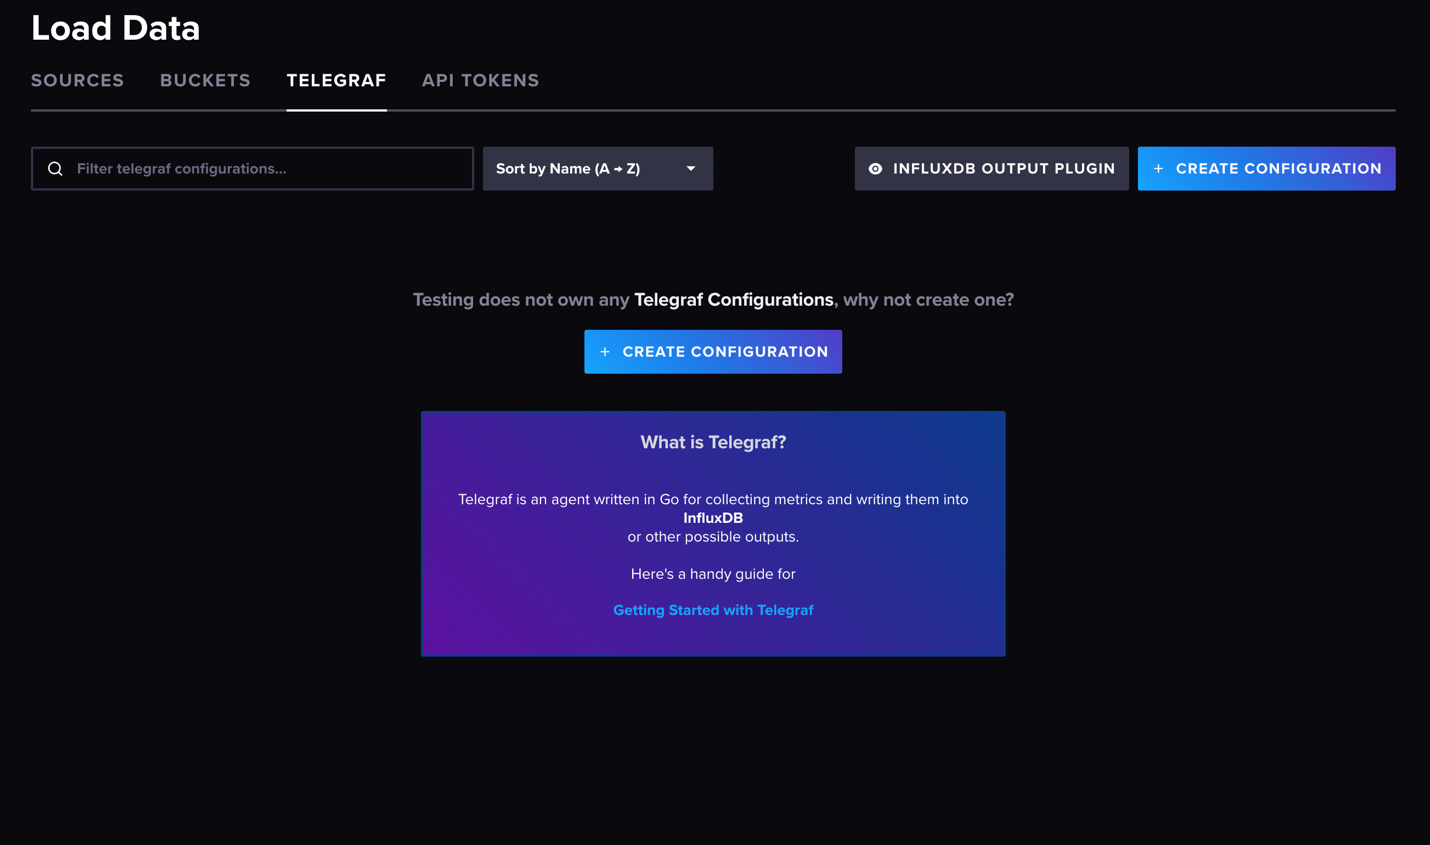 Load Data
SOURCES BUCKETS TELEGRAF API TOKENS
Filter telegraf configurations... Sort by Name (A → Z) INFLUXDB OUTPUT PLUGIN + CREATE CONFIGURATION
Testing does not own any Telegraf Configurations, why not create one?
+ CREATE CONFIGURATION
What is Telegraf?
Telegraf is an agent written in Go for collecting metrics and writing them into
InfluxDB
or other possible outputs.
Here's a handy guide for
Getting Started with Telegraf